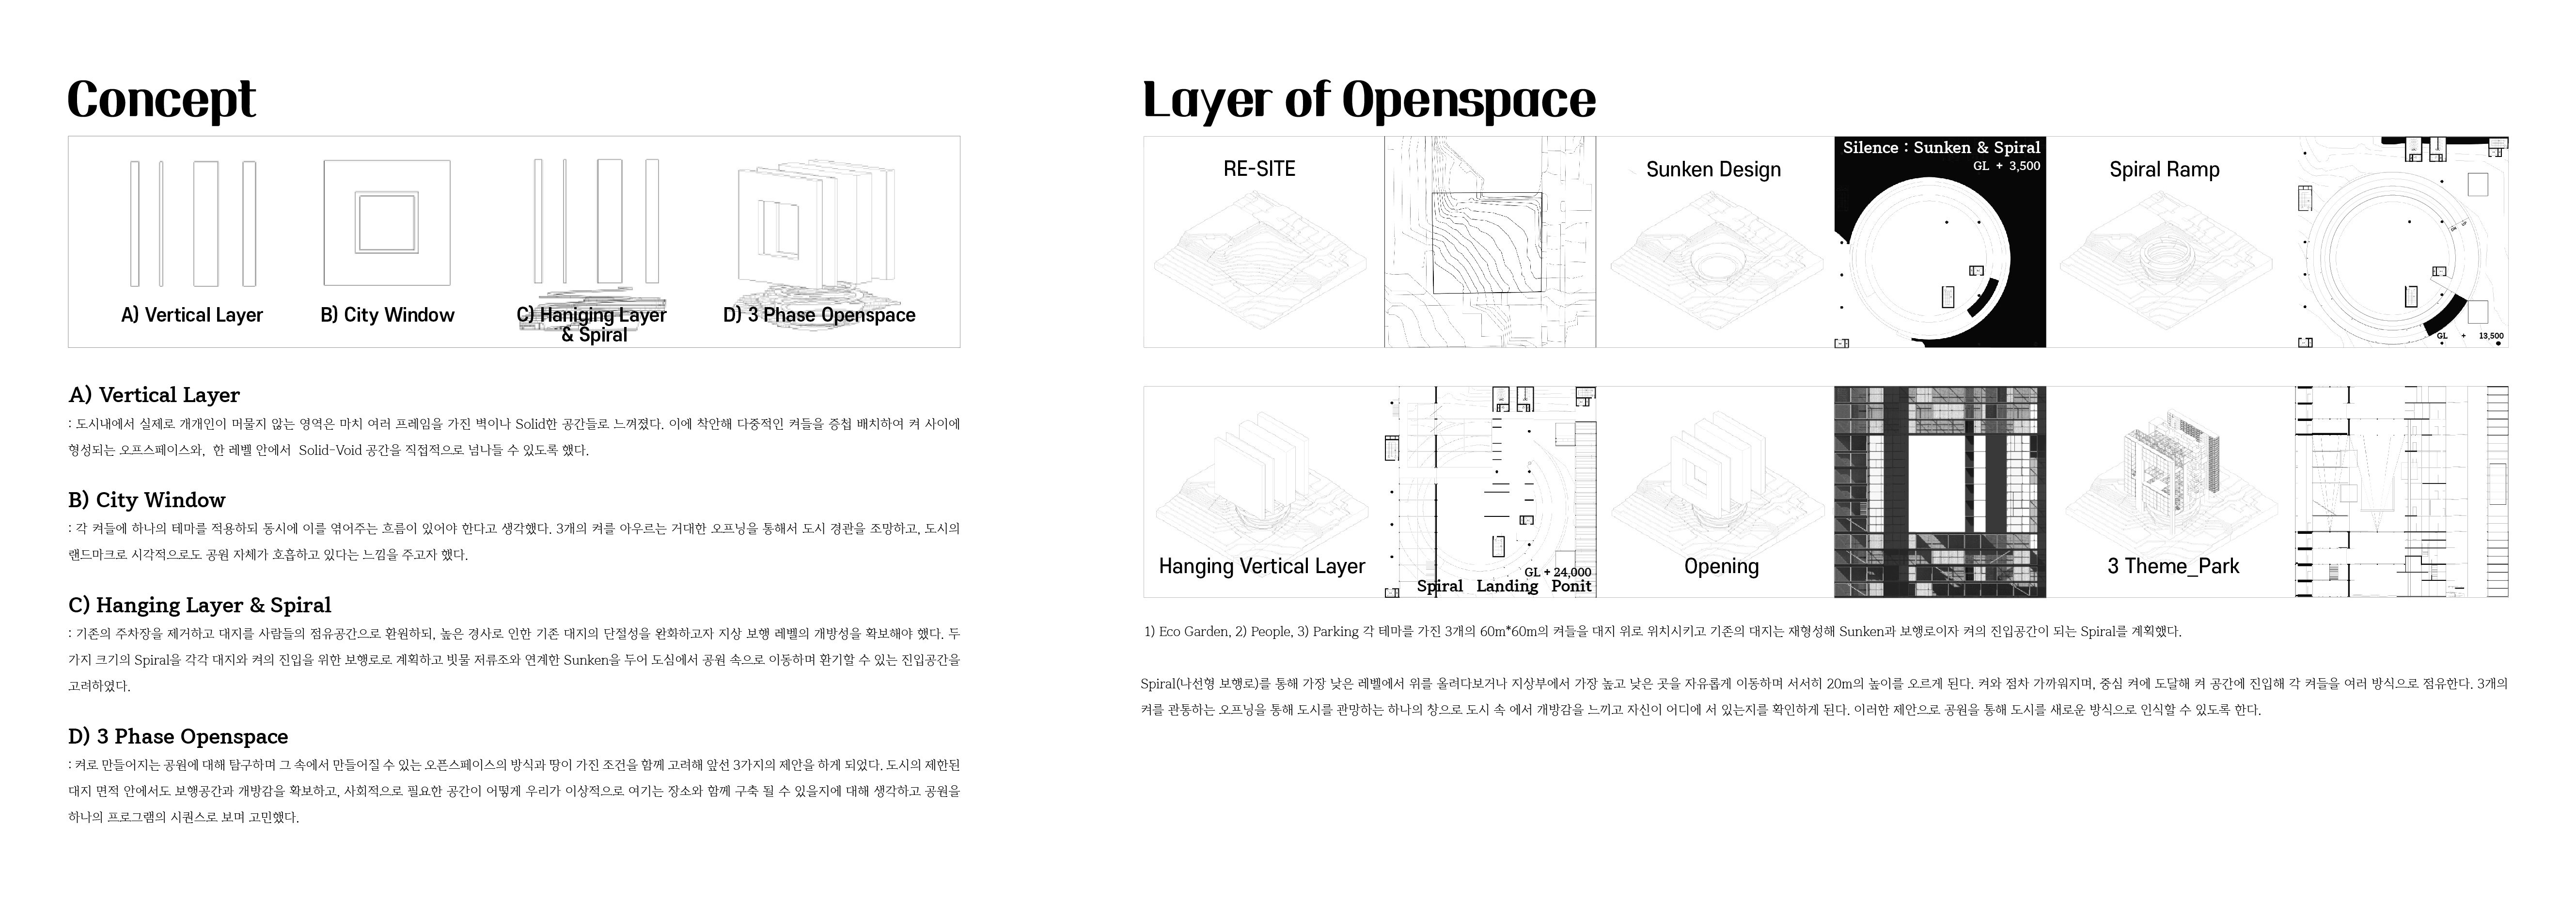 Concept
A) Vertical Layer
B) City Window
C) Haniging Layer
& Spiral
D) 3 Phase Openspace
A) Vertical Layer
: 도시내에서 실제로 개개인이 머물지 않는 영역은 마치 여러 프레임을 가진 벽이나 Solid한 공간들로 느껴졌다. 이에 착안해 다중적인 켜들을 중첩 배치하여 켜 사이에
형성되는 오프스페이스와, 한 레벨 안에서 Solid-Void 공간을 직접적으로 넘나들 수 있도록 했다.
B) City Window
: 각 켜들에 하나의 테마를 적용하되 동시에 이를 엮어주는 흐름이 있어야 한다고 생각했다. 3개의 켜를 아우르는 거대한 오프닝을 통해서 도시 경관을 조망하고, 도시의
랜드마크로 시각적으로도 공원 자체가 호흡하고 있다는 느낌을 주고자 했다.
C) Hanging Layer & Spiral
: 기존의 주차장을 제거하고 대지를 사람들의 점유공간으로 환원하되, 높은 경사로 인한 기존 대지의 단절성을 완화하고자 지상 보행 레벨의 개방성을 확보해야 했다. 두
가지 크기의 Spiral을 각각 대지와 켜의 진입을 위한 보행로로 계획하고 빗물 저류조와 연계한 Sunken을 두어 도심에서 공원 속으로 이동하며 환기할 수 있는 진입공간을
고려하였다.
D) 3 Phase Openspace
: 켜로 만들어지는 공원에 대해 탐구하며 그 속에서 만들어질 수 있는 오픈스페이스의 방식과 땅이 가진 조건을 함께 고려해 앞선 3가지의 제안을 하게 되었다. 도시의 제한된
대지 면적 안에서도 보행공간과 개방감을 확보하고, 사회적으로 필요한 공간이 어떻게 우리가 이상적으로 여기는 장소와 함께 구축 될 수 있을지에 대해 생각하고 공원을
하나의 프로그램의 시퀀스로 보며 고민했다.
Layer of Openspace
RE-SITE
Sunken Design
Silence : Sunken & Spiral
GL + 3,500
Spiral Ramp
GL + 13,500
Hanging Vertical Layer
GL + 24,000
Spiral Landing Ponit
Opening
3 Theme_Park
1) Eco Garden, 2) People, 3) Parking 각 테마를 가진 3개의 60m*60m의 켜들을 대지 위로 위치시키고 기존의 대지는 재형성해 Sunken과 보행로이자 켜의 진입공간이 되는 Spiral를 계획했다.
Spiral(나선형 보행로)를 통해 가장 낮은 레벨에서 위를 올려다보거나 지상부에서 가장 높고 낮은 곳을 자유롭게 이동하며 서서히 20m의 높이를 오르게 된다. 켜와 점차 가까워지며, 중심 켜에 도달해 켜 공간에 진입해 각 켜들을 여러 방식으로 점유한다. 3개의
켜를 관통하는 오프닝을 통해 도시를 관망하는 하나의 창으로 도시 속 에서 개방감을 느끼고 자신이 어디에 서 있는지를 확인하게 된다. 이러한 제안으로 공원을 통해 도시를 새로운 방식으로 인식할 수 있도록 한다.